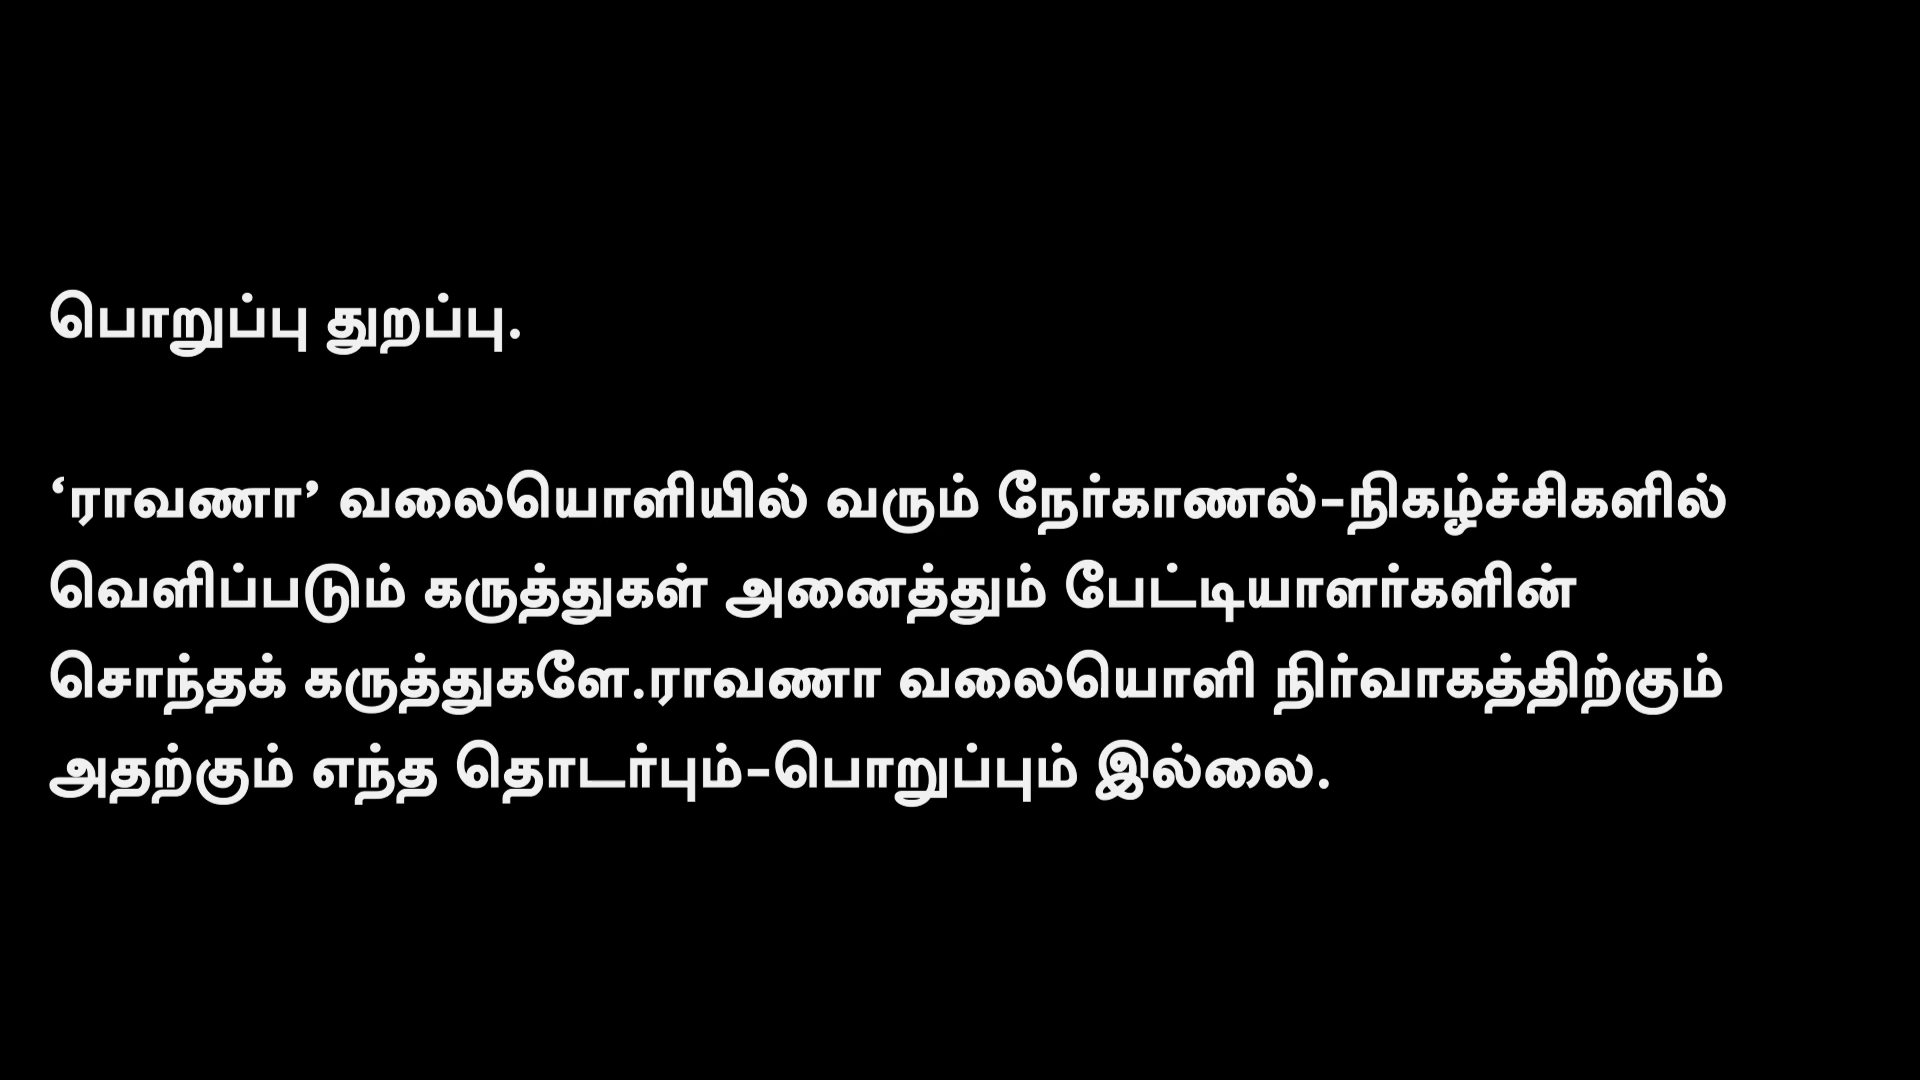 பொறுப்பு துறப்பு.
‘ராவணா’ வலையொளியில் வரும் நேர்காணல்-நிகழ்ச்சிகளில்
வெளிப்படும் கருத்துகள் அனைத்தும் பேட்டியாளர்களின்
சொந்தக் கருத்துகளே.ராவணா வலையொளி நிர்வாகத்திற்கும்
அதற்கும் எந்த தொடர்பும்-பொறுப்பும் இல்லை.